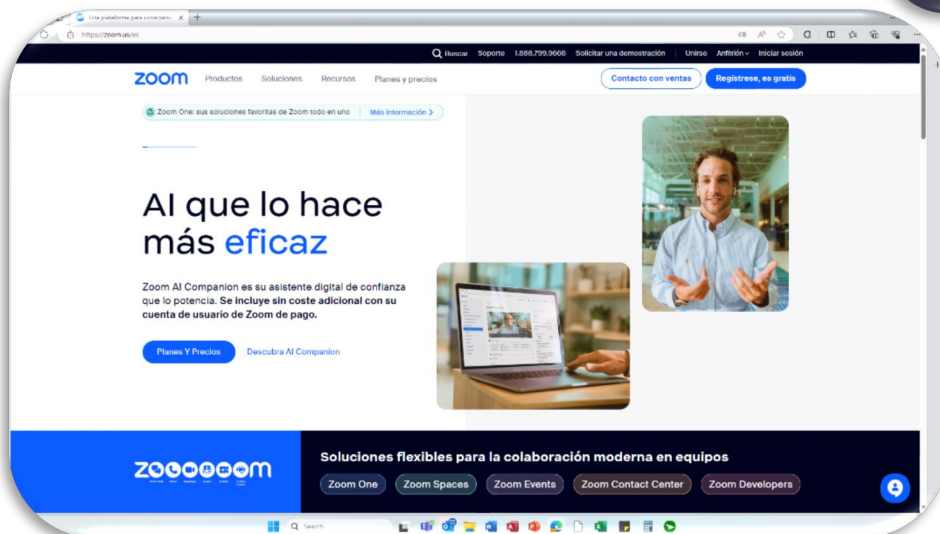 Una plataforma para conectarse
https://zoom.us/es
Buscar Soporte 1.888.799.9666 Solicitar una demostración Unirse Anfitrión Iniciar sesión
zoom Productos Soluciones Recursos Planes y precios Contacto con ventas Regístrese, es gratis
Zoom One: sus soluciones favoritas de Zoom todo en uno Más información
AI que lo hace
más eficaz
Zoom AI Companion es su asistente digital de confianza
que lo potencia. Se incluye sin coste adicional con su
cuenta de usuario de Zoom de pago.
Planes Y Precios Descubra AI Companion
Soluciones flexibles para la colaboración moderna en equipos
ZOOOOOOM
Zoom One Zoom Spaces Zoom Events Zoom Contact Center Zoom Developers
Search